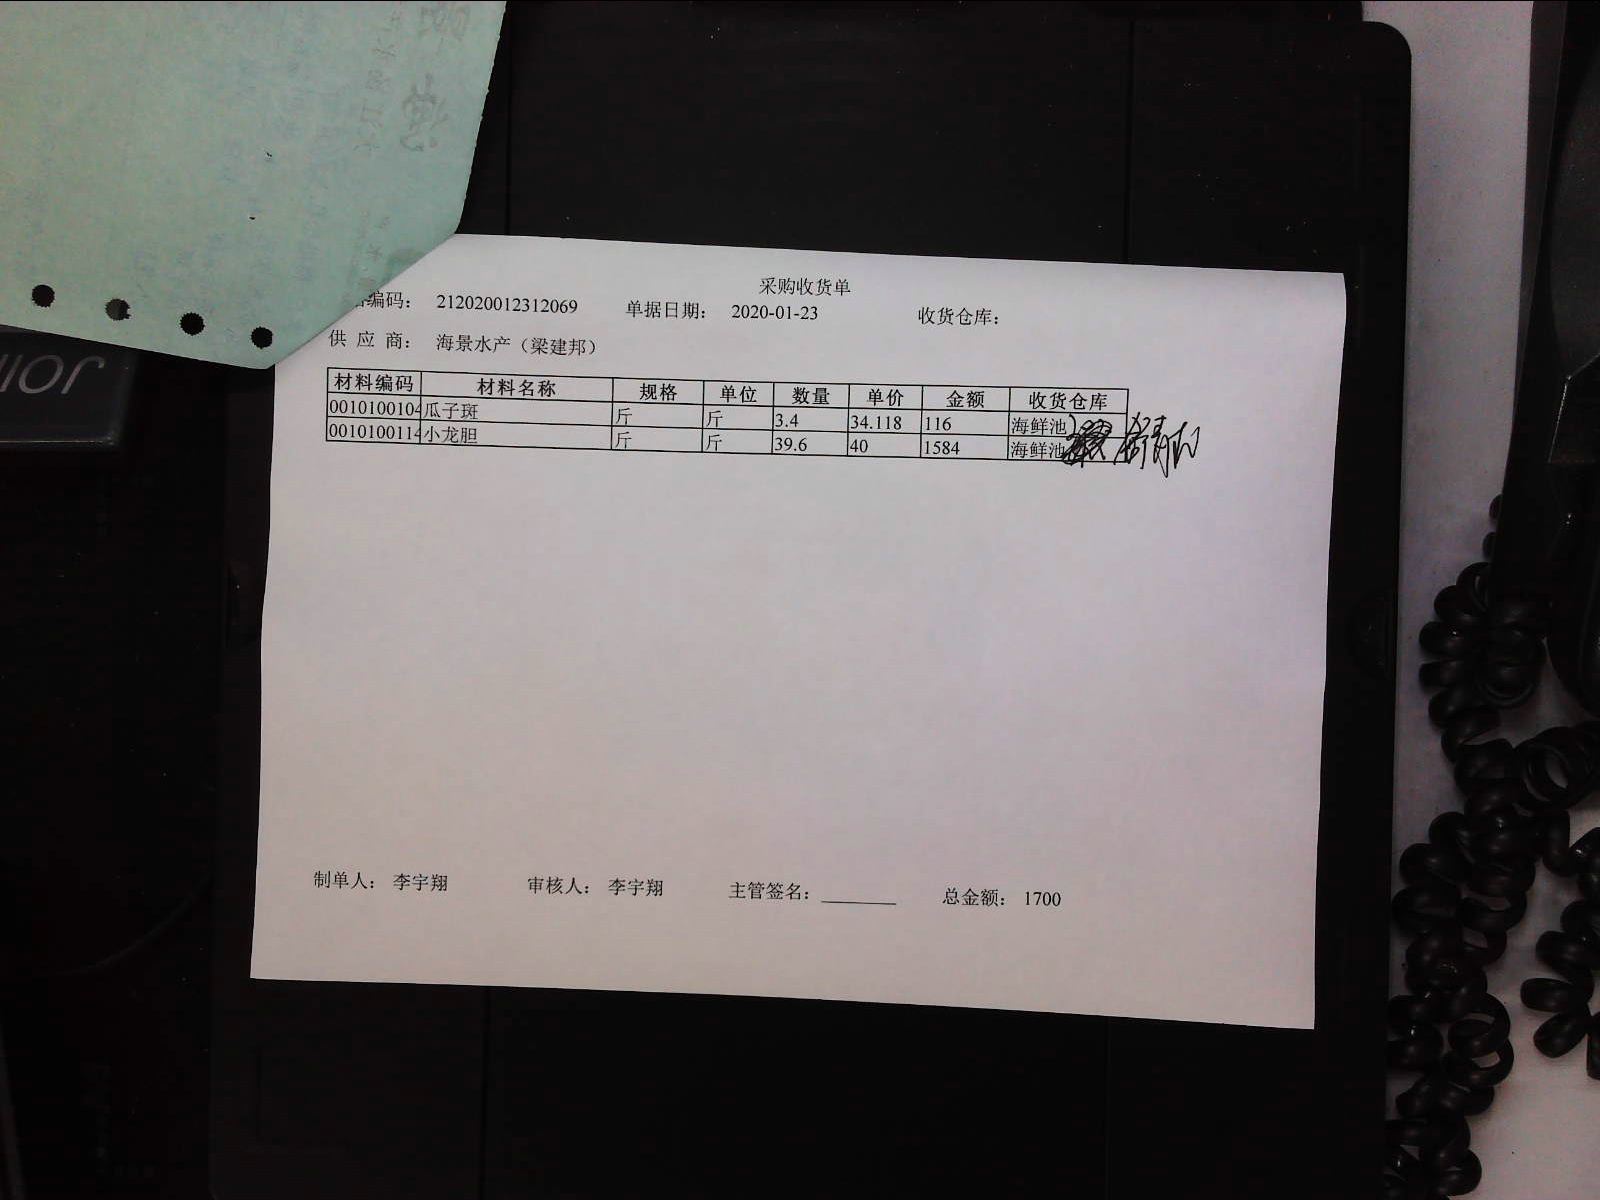 采购收货单
编码： 212020012312069 单据日期： 2020-01-23 收货仓库：
供 应 商： 海景水产（梁建邦）
材料编码 材料名称 规格 单位 数量 单价 金额 收货仓库
0010100104 瓜子斑 斤 斤 3.4 34.118 116 海鲜池
0010100114 小龙胆 斤 斤 39.6 40 1584 海鲜池
制单人： 李宇翔 审核人： 李宇翔 主管签名： 总金额： 1700